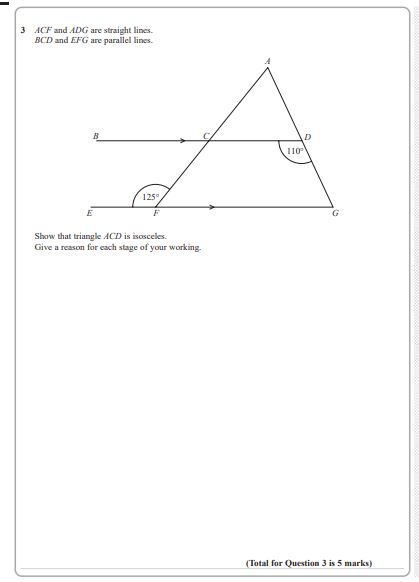 3 ACF and ADG are straight lines.
BCD and EFG are parallel lines.
A
B
C
D
110°
125°
E
F
G
Show that triangle ACD is isosceles.
Give a reason for each stage of your working.
(Total for Question 3 is 5 marks)